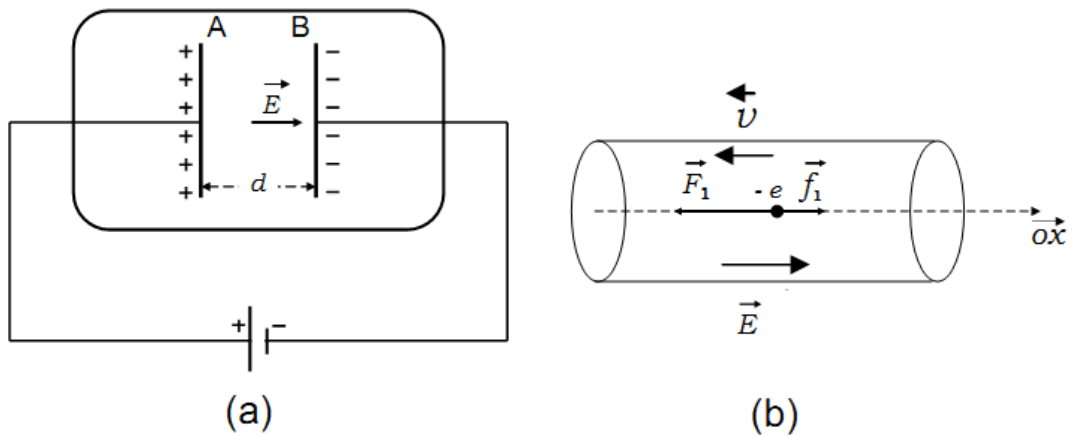 A B
+ −
+ −
+ E −
+ −
+ d −
+ −
+ −
(a)
υ
F₁ - e f₁
ox
E
(b)